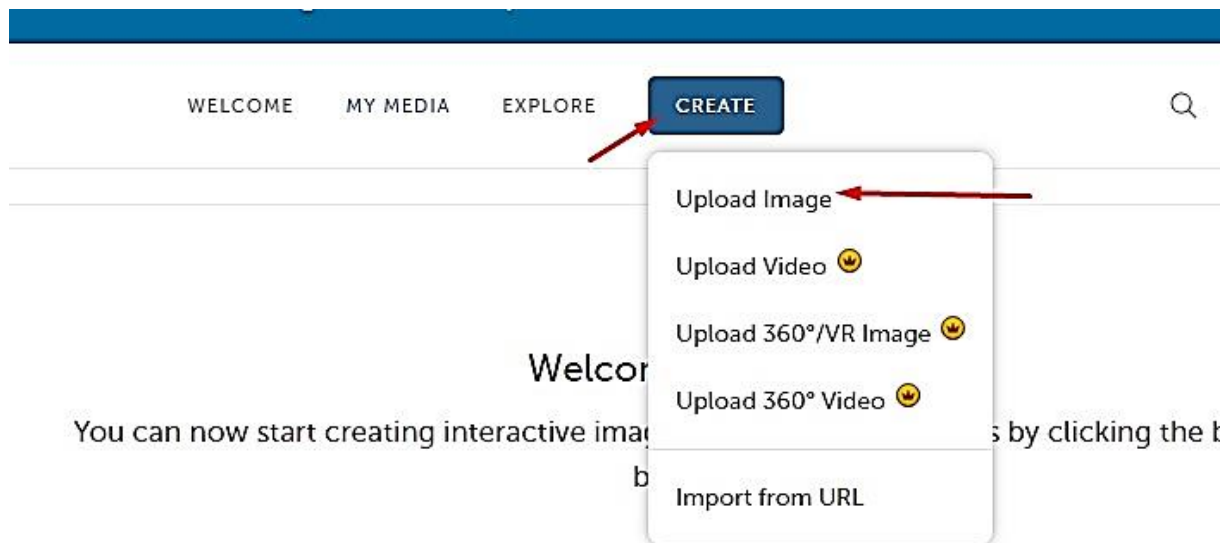 WELCOME MY MEDIA EXPLORE CREATE
Upload Image
Upload Video
Upload 360°/VR Image
Upload 360° Video
Import from URL
You can now start creating interactive by clicking the